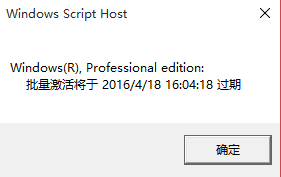 Windows Script Host
Windows(R), Professional edition:
批量激活将于 2016/4/18 16:04:18 过期
确定